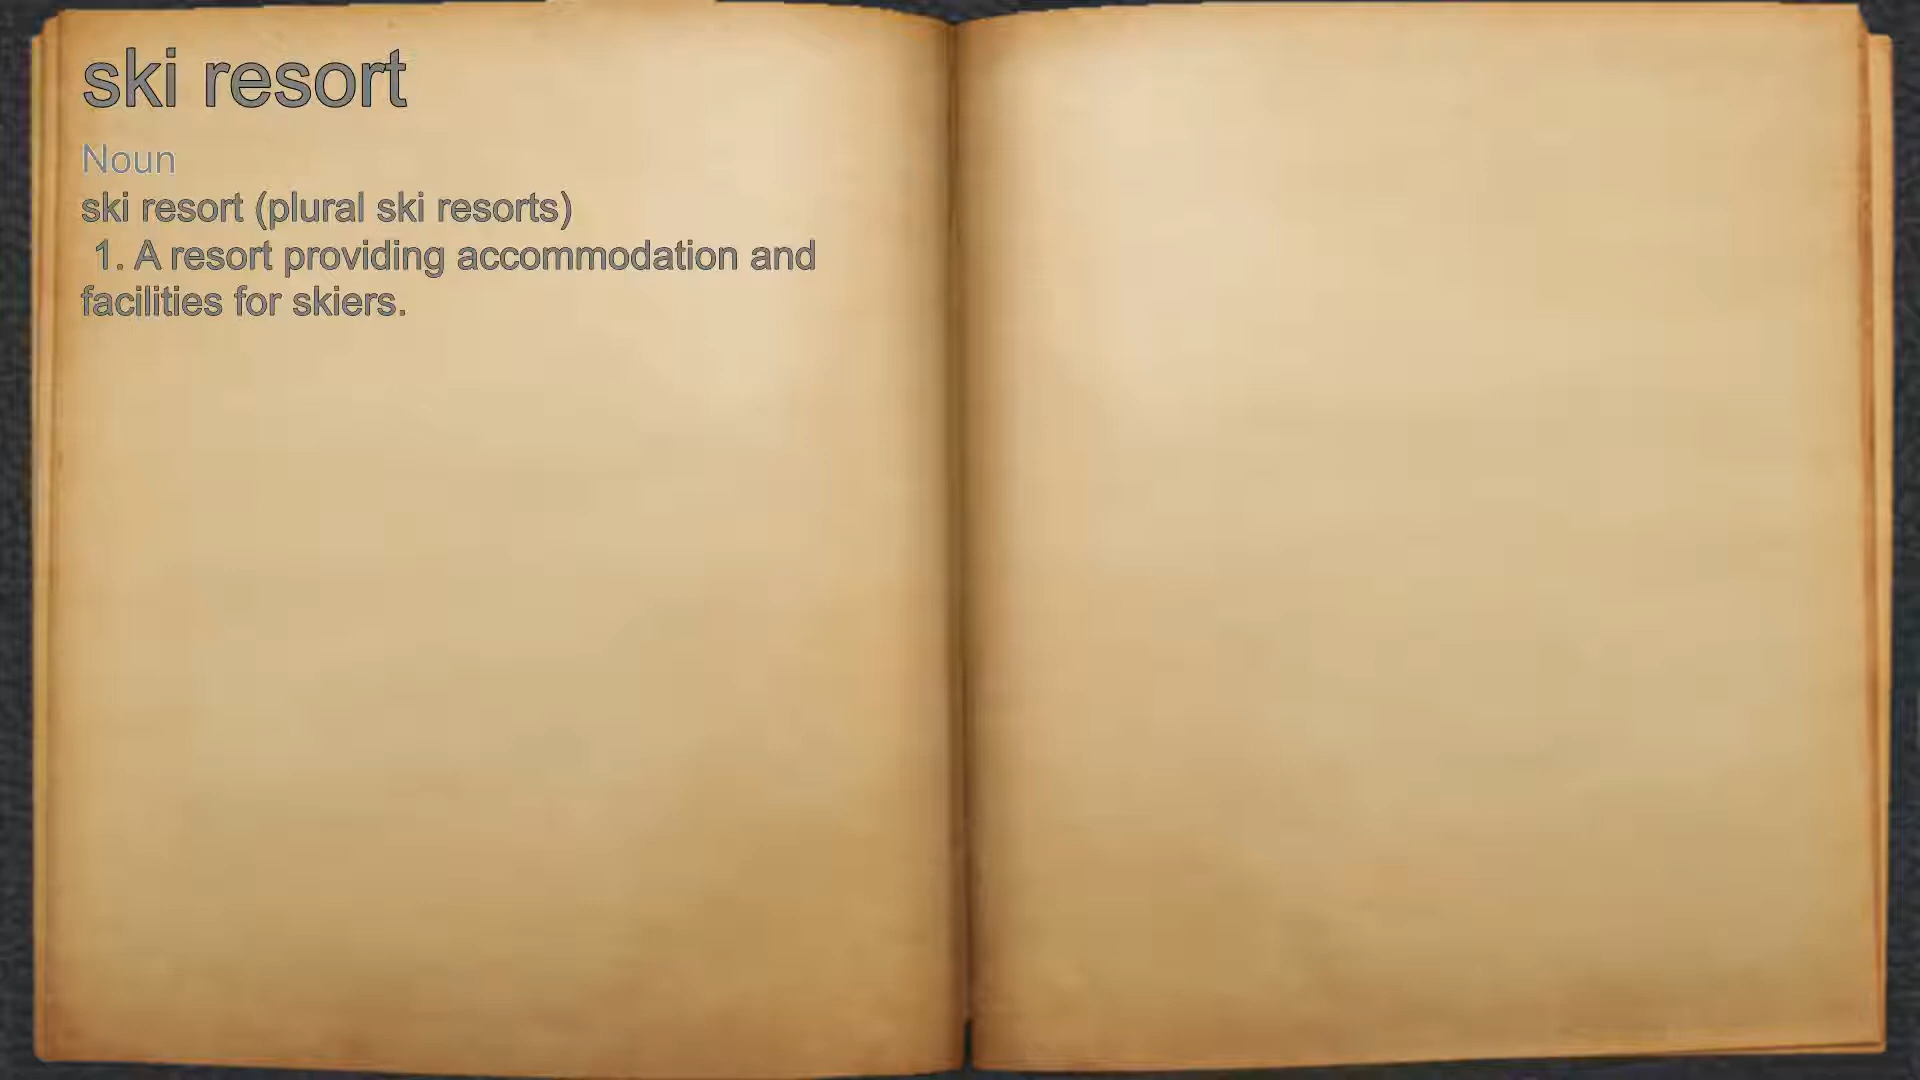 ski resort
Noun
ski resort (plural ski resorts)
1. A resort providing accommodation and
facilities for skiers.